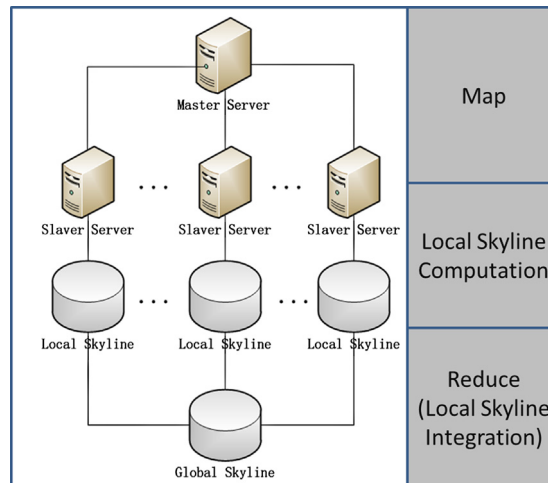 Master Server
Map
Slaver Server Slaver Server Slaver Server
Local Skyline
Computation
Local Skyline Local Skyline Local Skyline
Reduce
(Local Skyline
Integration)
Global Skyline